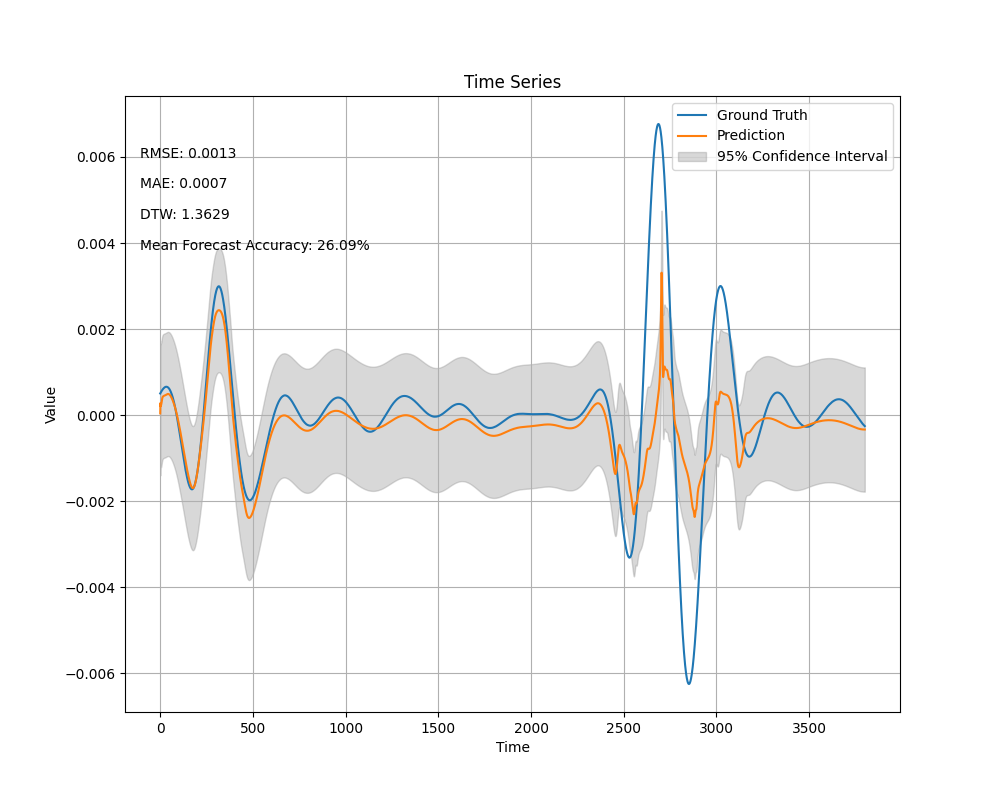 Time Series
Ground Truth
Prediction
95% Confidence Interval
RMSE: 0.0013
MAE: 0.0007
DTW: 1.3629
Mean Forecast Accuracy: 26.09%
Value
0.006
0.004
0.002
0.000
−0.002
−0.004
−0.006
0 500 1000 1500 2000 2500 3000 3500
Time